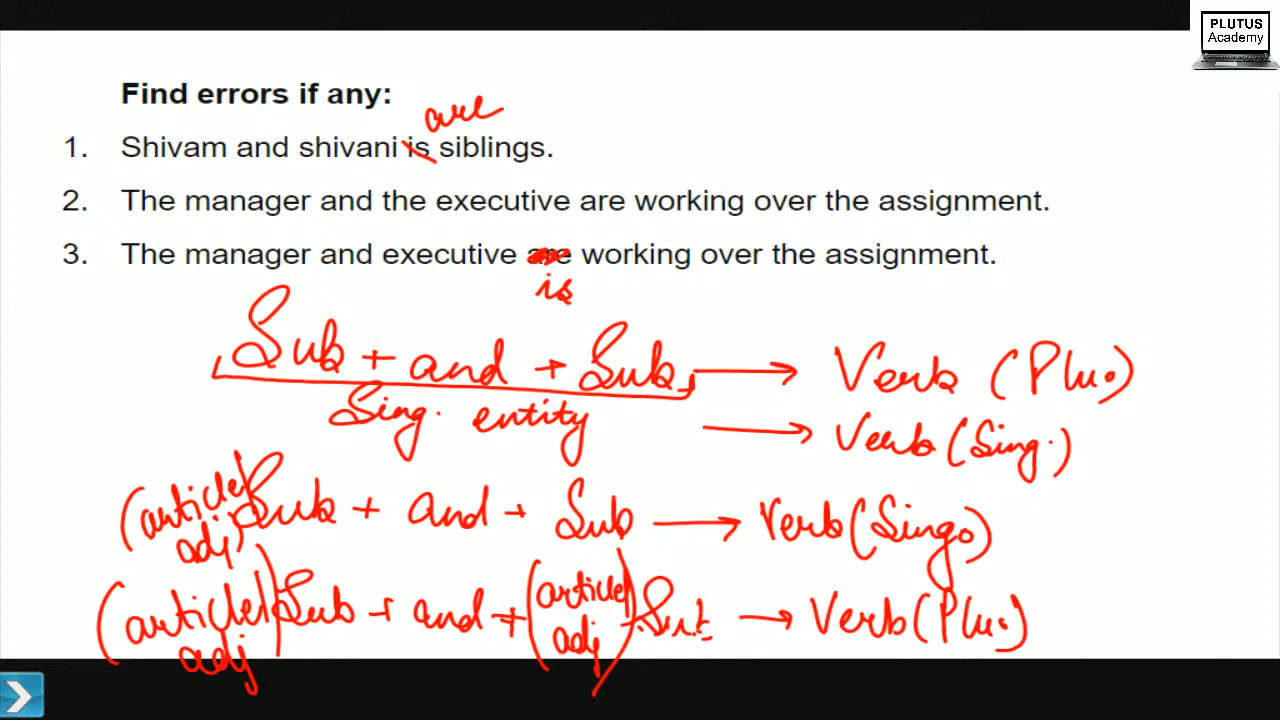 PLUTUS
Academy
Find errors if any:
are
1. Shivam and shivani is siblings.
2. The manager and the executive are working over the assignment.
3. The manager and executive are working over the assignment.
is
Sub + and + Sub → Verb (Plu.)
Sing. entity → Verb (Sing.)
(article/adj) Sub + and + Sub → Verb (Sing.)
(article/adj) Sub + and + (article/adj) Sub → Verb (Plu.)